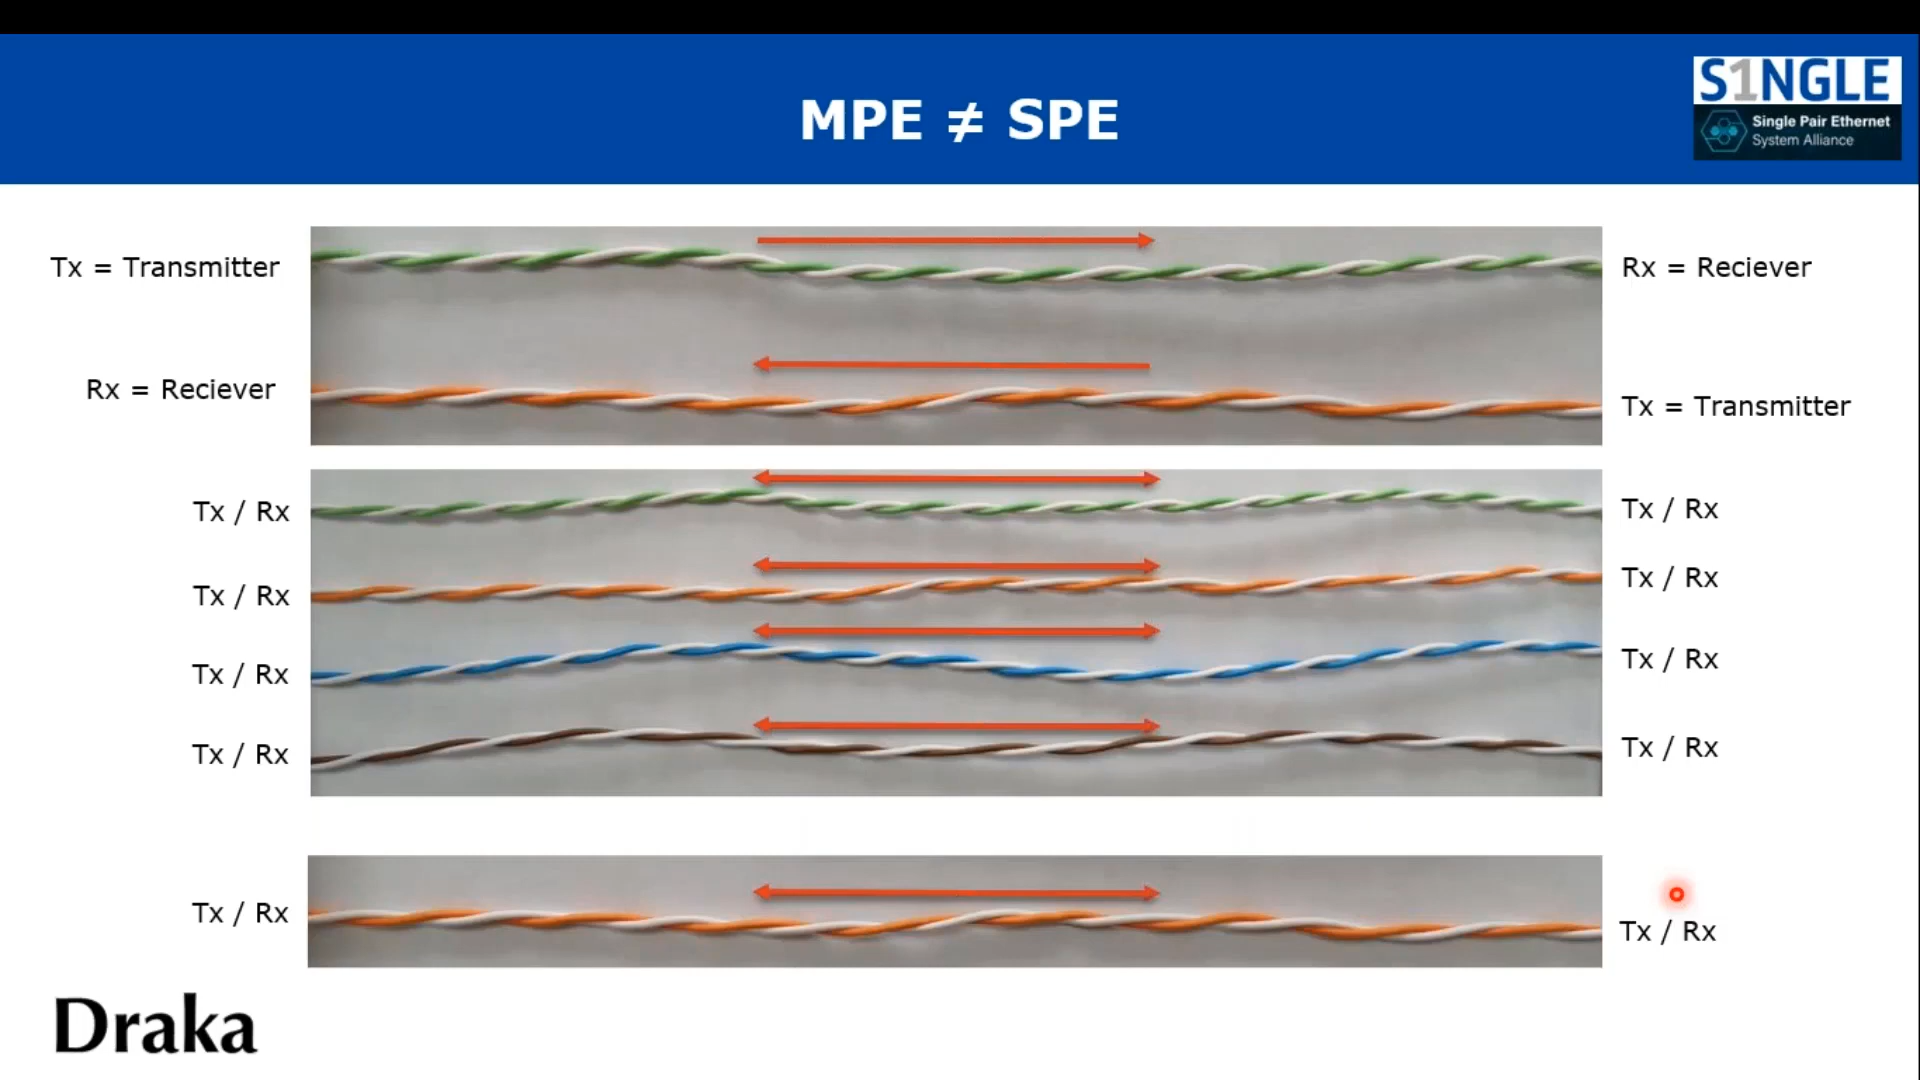 MPE ≠ SPE
S1NGLE
Single Pair Ethernet
System Alliance
Tx = Transmitter
Rx = Reciever
Rx = Reciever
Tx = Transmitter
Tx / Rx
Tx / Rx
Tx / Rx
Tx / Rx
Tx / Rx
Tx / Rx
Tx / Rx
Tx / Rx
Tx / Rx
Tx / Rx
Draka